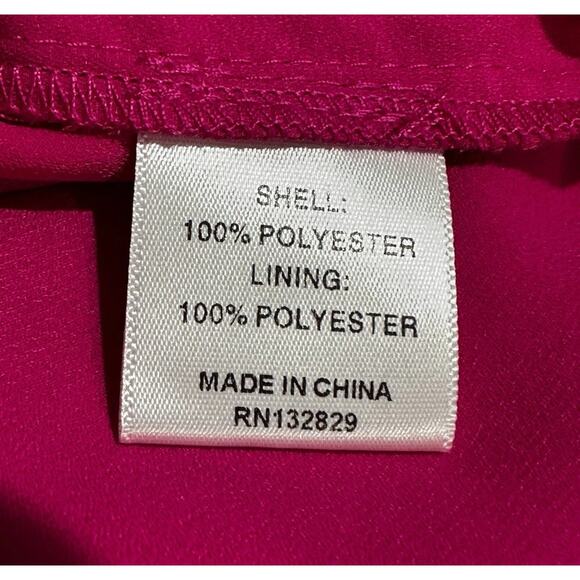 SHELL:
100% POLYESTER
LINING:
100% POLYESTER
MADE IN CHINA
RN132829